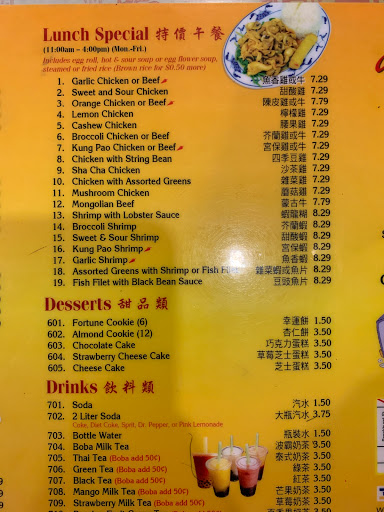 Lunch Special 特價午餐
(11:00am – 4:00pm) (Mon.-Fri.)
Includes egg roll, hot & sour soup or egg flower soup,
steamed or fried rice (Brown rice for $0.50 more)
1. Garlic Chicken or Beef 魚香雞或牛 7.29
2. Sweet and Sour Chicken 甜酸雞 7.29
3. Orange Chicken or Beef 陳皮雞或牛 7.29
4. Lemon Chicken 檸檬雞 7.29
5. Cashew Chicken 腰果雞 7.29
6. Broccoli Chicken or Beef 芥蘭雞或牛 7.29
7. Kung Pao Chicken or Beef 宮保雞或牛 7.29
8. Chicken with String Bean 四季豆雞 7.29
9. Sha Cha Chicken 沙茶雞 7.29
10. Chicken with Assorted Greens 雜菜雞 7.29
11. Mushroom Chicken 蘑菇雞 7.29
12. Mongolian Beef 蒙古牛 7.29
13. Shrimp with Lobster Sauce 蝦龍糊 8.29
14. Broccoli Shrimp 芥蘭蝦 8.29
15. Sweet & Sour Shrimp 甜酸蝦 8.29
16. Kung Pao Shrimp 宮保蝦 8.29
17. Garlic Shrimp 魚香蝦 8.29
18. Assorted Greens with Shrimp or Fish Filet 雜菜蝦或魚片 8.29
19. Fish Filet with Black Bean Sauce 豆豉魚片 8.29
Desserts 甜品類
601. Fortune Cookie (6) 幸運餅 1.50
602. Almond Cookie (12) 杏仁餅 3.50
603. Chocolate Cake 巧克力蛋糕 3.50
604. Strawberry Cheese Cake 草莓芝士蛋糕 3.50
605. Cheese Cake 芝士蛋糕 3.50
Drinks 飲料類
701. Soda 汽水 1.50
702. 2 Liter Soda 大瓶汽水 3.75
Coke, Diet Coke, Sprit, Dr. Pepper, or Pink Lemonade
703. Bottle Water 瓶裝水 1.50
704. Boba Milk Tea 波霸奶茶 3.50
705. Thai Tea (Boba add 50¢) 泰式奶茶 3.50
706. Green Tea (Boba add 50¢) 綠茶 3.50
707. Black Tea (Boba add 50¢) 紅茶 3.50
708. Mango Milk Tea (Boba add 50¢) 芒果奶茶 3.50
709. Strawberry Milk Tea (Boba add 50¢) 草莓奶茶 3.50